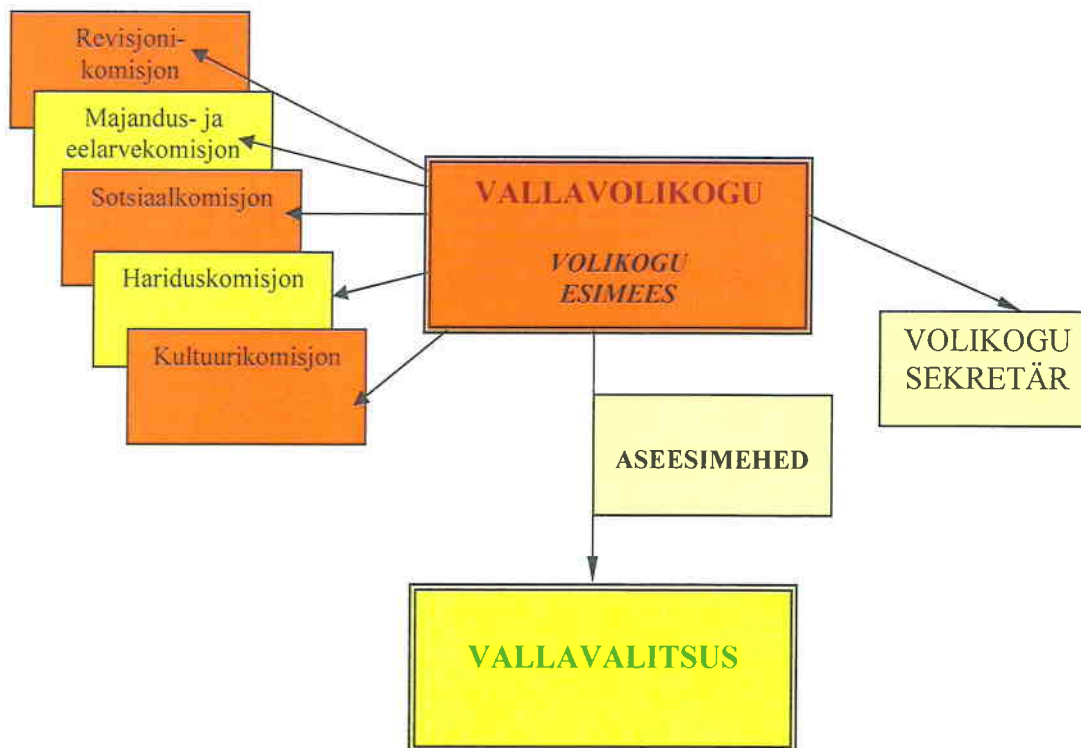 Revisjoni-
komisjon
Majandus- ja
eelarvekomisjon
Sotsiaalkomisjon
Hariduskomisjon
Kultuurikomisjon
VALLAVOLIKOGU
VOLIKOGU
ESIMEES
VOLIKOGU
SEKRETÄR
ASEESIMEHED
VALLAVALITSUS